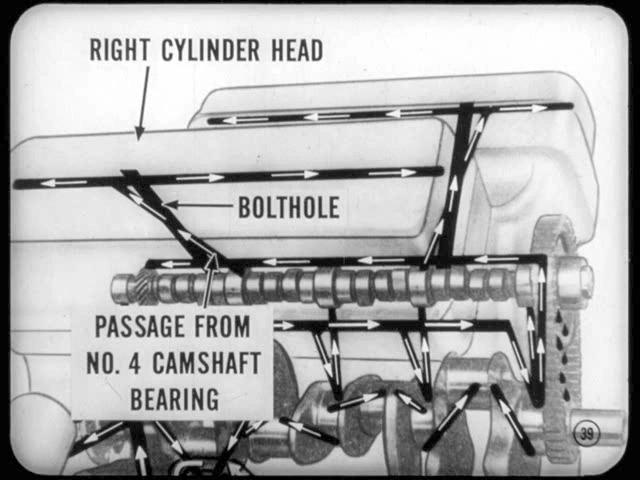 RIGHT CYLINDER HEAD
BOLTHOLE
PASSAGE FROM
NO. 4 CAMSHAFT
BEARING
39